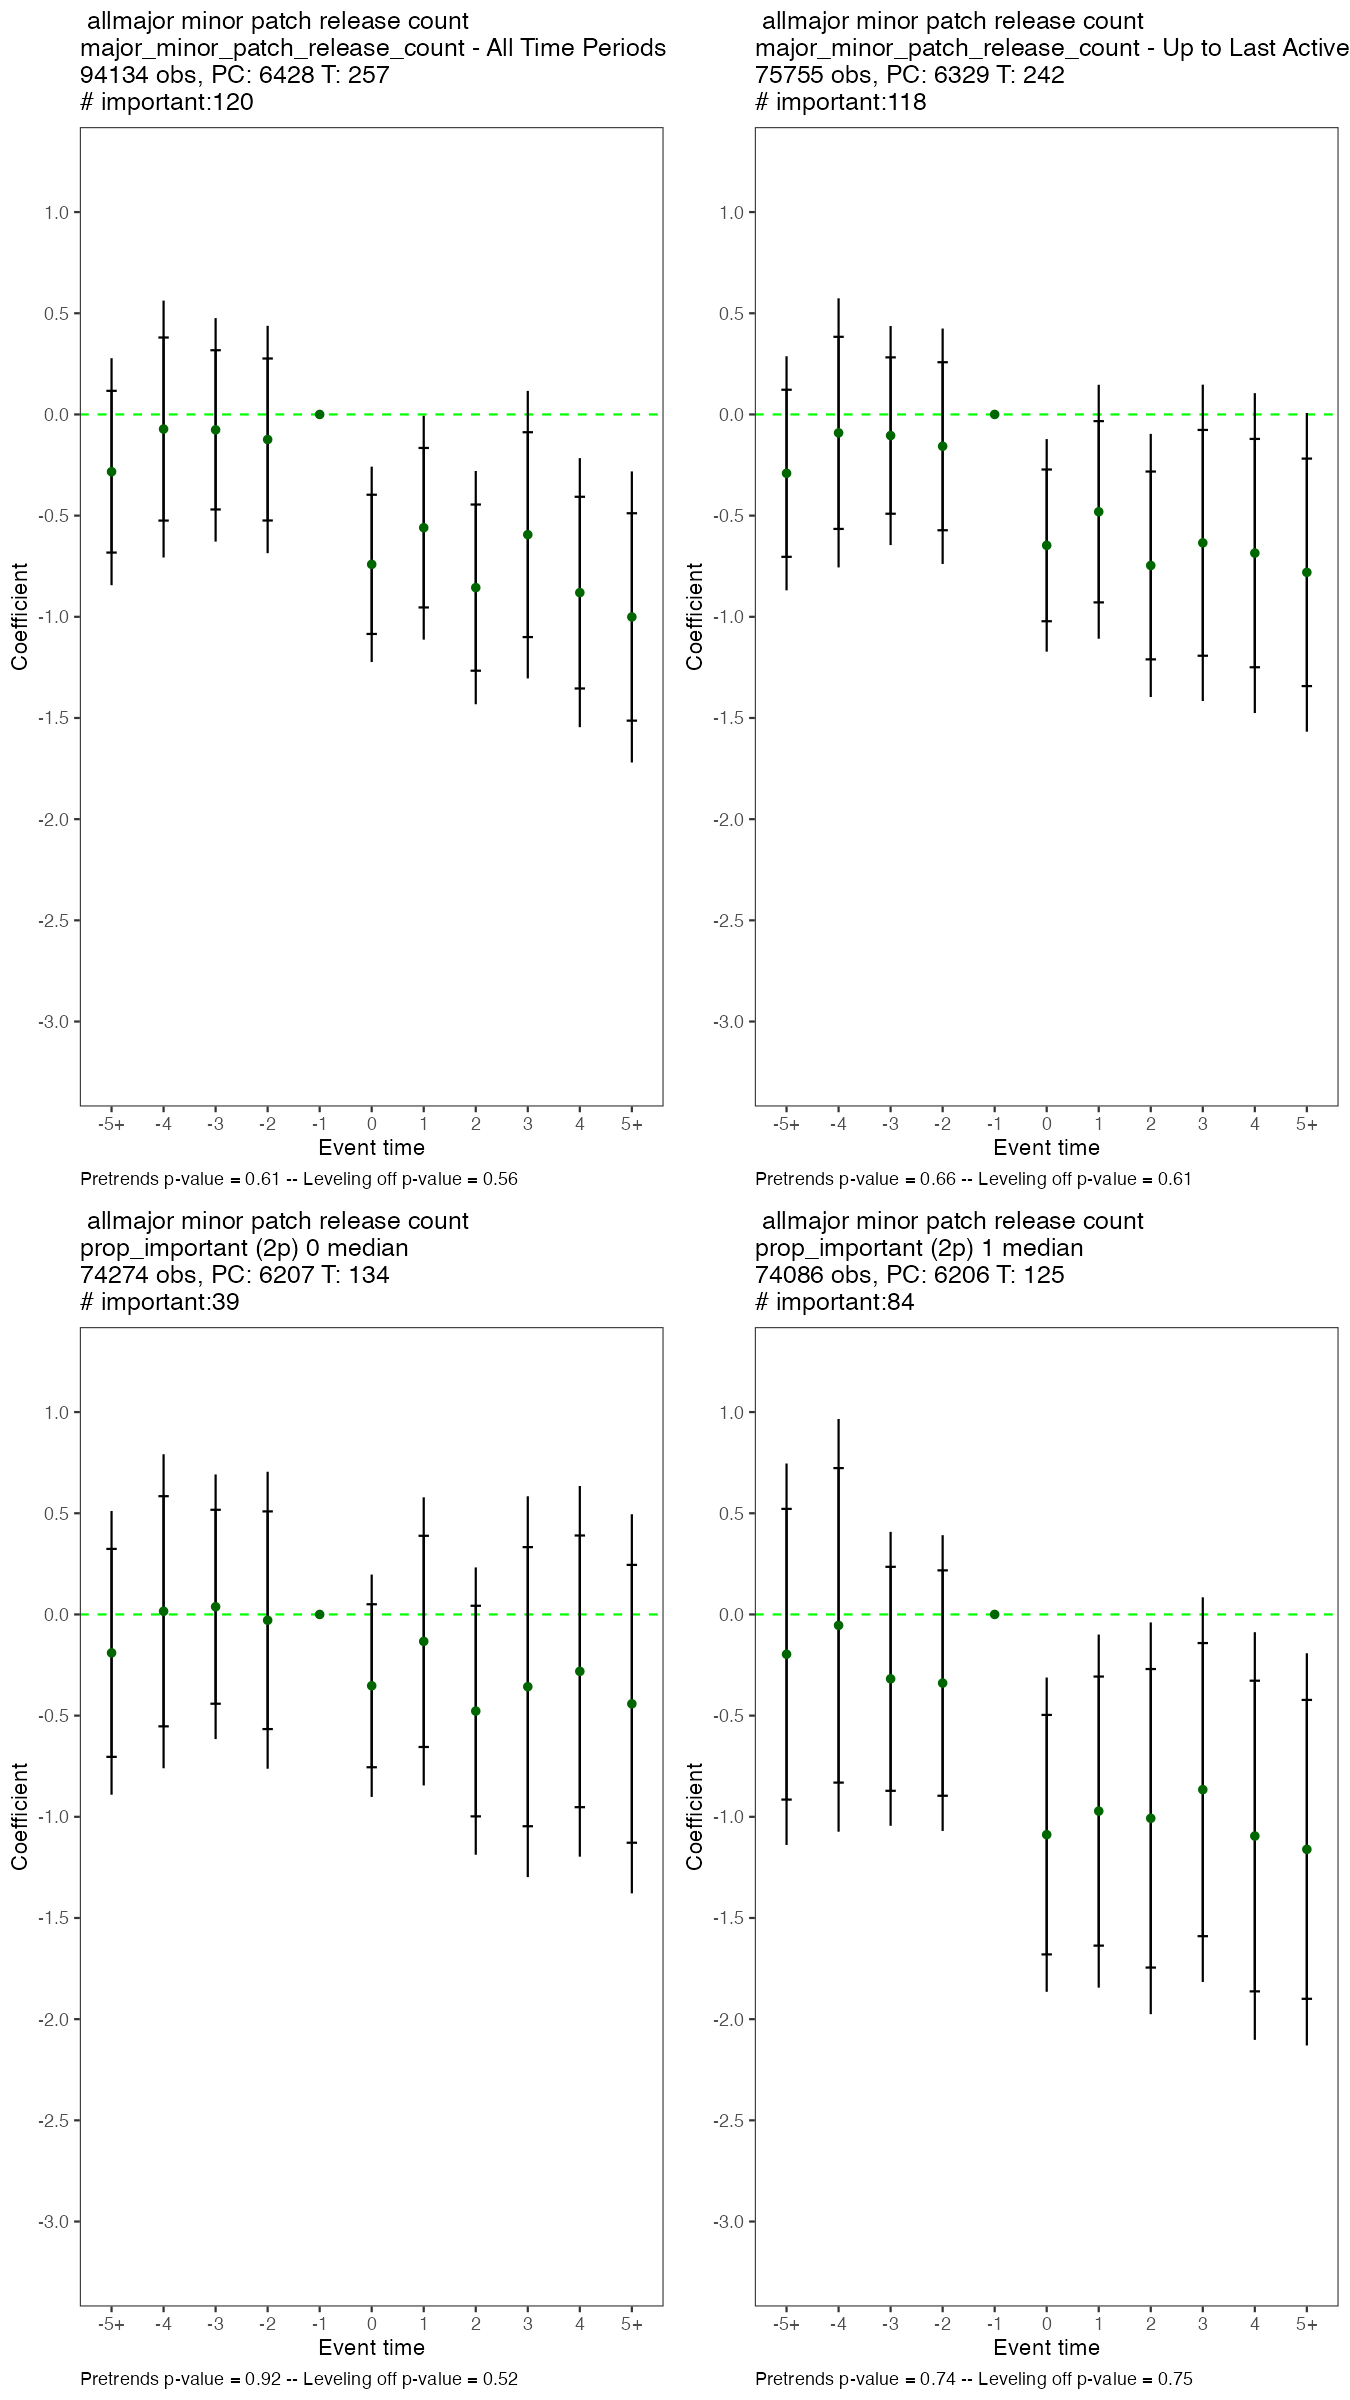 allmajor minor patch release count
major_minor_patch_release_count - All Time Periods
94134 obs, PC: 6428 T: 257
# important:120
1.0
0.5
0.0
-0.5
-1.0
-1.5
-2.0
-2.5
-3.0
Coefficient
-5+ -4 -3 -2 -1 0 1 2 3 4 5+
Event time
Pretrends p-value = 0.61 -- Leveling off p-value = 0.56
allmajor minor patch release count
major_minor_patch_release_count - Up to Last Active
75755 obs, PC: 6329 T: 242
# important:118
1.0
0.5
0.0
-0.5
-1.0
-1.5
-2.0
-2.5
-3.0
Coefficient
-5+ -4 -3 -2 -1 0 1 2 3 4 5+
Event time
Pretrends p-value = 0.66 -- Leveling off p-value = 0.61
allmajor minor patch release count
prop_important (2p) 0 median
74274 obs, PC: 6207 T: 134
# important:39
1.0
0.5
0.0
-0.5
-1.0
-1.5
-2.0
-2.5
-3.0
Coefficient
-5+ -4 -3 -2 -1 0 1 2 3 4 5+
Event time
Pretrends p-value = 0.92 -- Leveling off p-value = 0.52
allmajor minor patch release count
prop_important (2p) 1 median
74086 obs, PC: 6206 T: 125
# important:84
1.0
0.5
0.0
-0.5
-1.0
-1.5
-2.0
-2.5
-3.0
Coefficient
-5+ -4 -3 -2 -1 0 1 2 3 4 5+
Event time
Pretrends p-value = 0.74 -- Leveling off p-value = 0.75